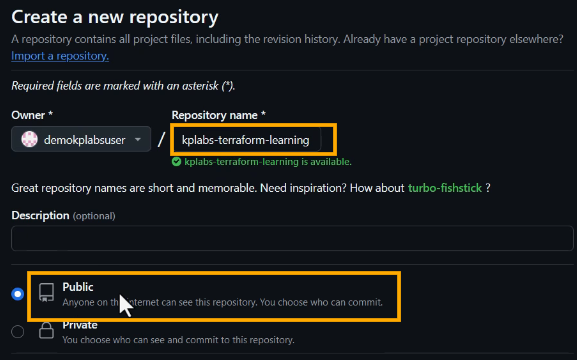 Create a new repository
A repository contains all project files, including the revision history. Already have a project repository elsewhere?
Import a repository.
Required fields are marked with an asterisk (*).
Owner *
Repository name *
demokplabsuser
/
kplabs-terraform-learning
kplabs-terraform-learning is available.
Great repository names are short and memorable. Need inspiration? How about turbo-fishstick ?
Description (optional)
Public
Anyone on the internet can see this repository. You choose who can commit.
Private
You choose who can see and commit to this repository.